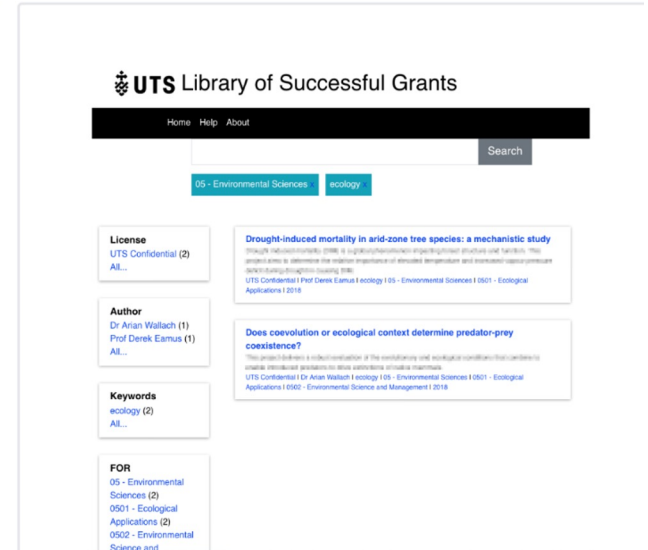 UTS Library of Successful Grants
Home Help About
Search
05 - Environmental Sciences x
ecology x
License
UTS Confidential (2)
All...
Author
Dr Arian Wallach (1)
Prof Derek Eamus (1)
All...
Keywords
ecology (2)
All...
FOR
05 - Environmental
Sciences (2)
0501 - Ecological
Applications (2)
0502 - Environmental
Science and
Drought-induced mortality in arid-zone tree species: a mechanistic study
UTS Confidential | Prof Derek Eamus | ecology | 05 - Environmental Sciences | 0501 - Ecological
Applications | 2018
Does coevolution or ecological context determine predator-prey
coexistence?
UTS Confidential | Dr Arian Wallach | ecology | 05 - Environmental Sciences | 0501 - Ecological
Applications | 0502 - Environmental Science and Management | 2018